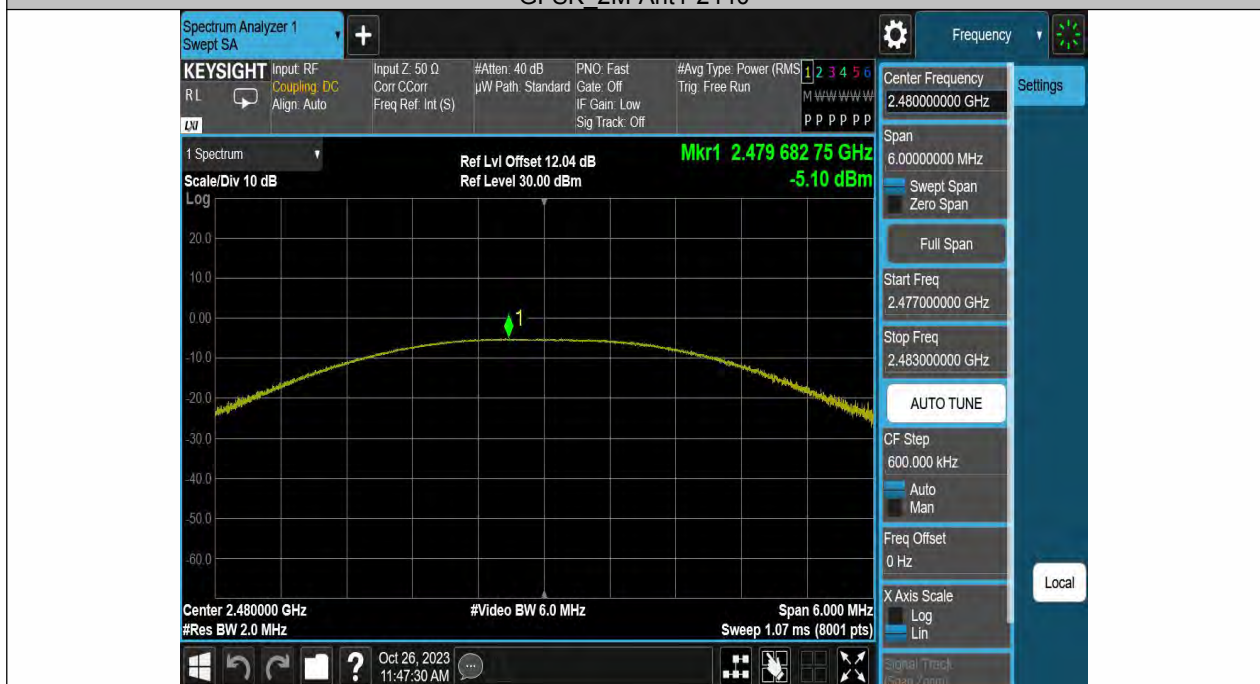 Spectrum Analyzer 1
Swept SA
Frequency
KEYSIGHT
RL
LXI
Input: RF
Coupling: DC
Align: Auto
Input Z: 50 Ω
Corr CCorr
Freq Ref: Int (S)
#Atten: 40 dB
µW Path: Standard
PNO: Fast
Gate: Off
IF Gain: Low
Sig Track: Off
#Avg Type: Power (RMS
Trig: Free Run
1 2 3 4 5 6
M W W W W W
P P P P P P
Center Frequency
2.480000000 GHz
Settings
Span
6.00000000 MHz
Swept Span
Zero Span
Full Span
Start Freq
2.477000000 GHz
Stop Freq
2.483000000 GHz
AUTO TUNE
CF Step
600.000 kHz
Auto
Man
Freq Offset
0 Hz
X Axis Scale
Log
Lin
Signal Track
Local
1 Spectrum
Scale/Div 10 dB
Log
Ref Lvl Offset 12.04 dB
Ref Level 30.00 dBm
Mkr1 2.479 682 75 GHz
-5.10 dBm
20.0
10.0
0.00
-10.0
-20.0
-30.0
-40.0
-50.0
-60.0
1
Center 2.480000 GHz
#Res BW 2.0 MHz
#Video BW 6.0 MHz
Span 6.000 MHz
Sweep 1.07 ms (8001 pts)
?
Oct 26, 2023
11:47:30 AM